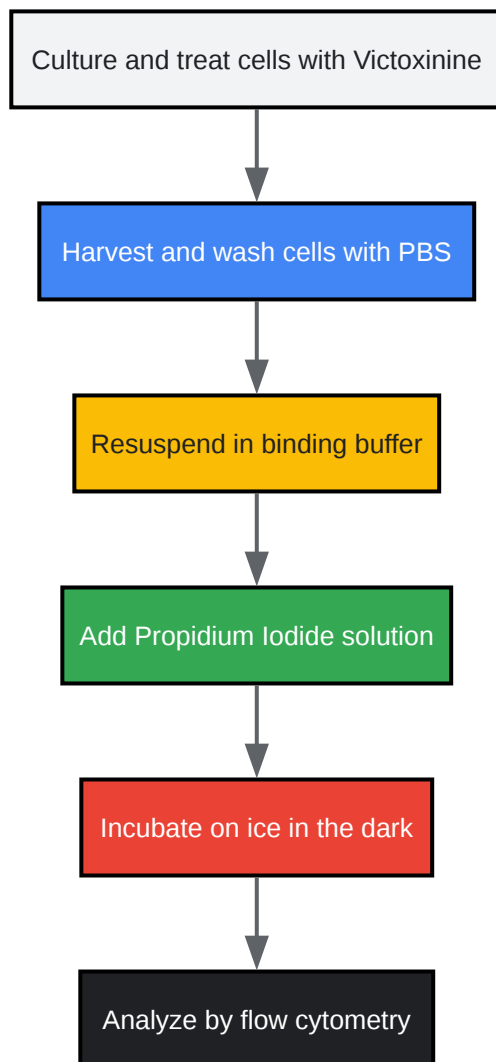 Culture and treat cells with Victoxinine
Harvest and wash cells with PBS
Resuspend in binding buffer
Add Propidium Iodide solution
Incubate on ice in the dark
Analyze by flow cytometry